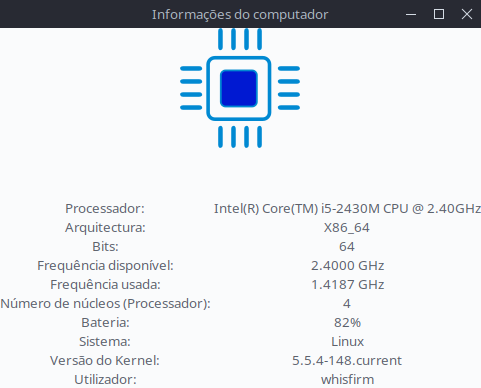 Informações do computador
Processador: Intel(R) Core(TM) i5-2430M CPU @ 2.40GHz
Arquitectura: X86_64
Bits: 64
Frequência disponível: 2.4000 GHz
Frequência usada: 1.4187 GHz
Número de núcleos (Processador): 4
Bateria: 82%
Sistema: Linux
Versão do Kernel: 5.5.4-148.current
Utilizador: whisfirm